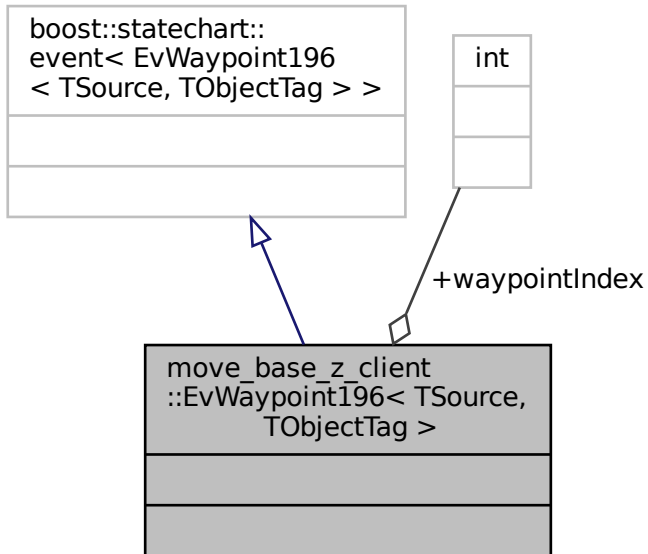 boost::statechart::
event< EvWaypoint196
< TSource, TObjectTag > >
int
+waypointIndex
move_base_z_client
::EvWaypoint196< TSource,
TObjectTag >